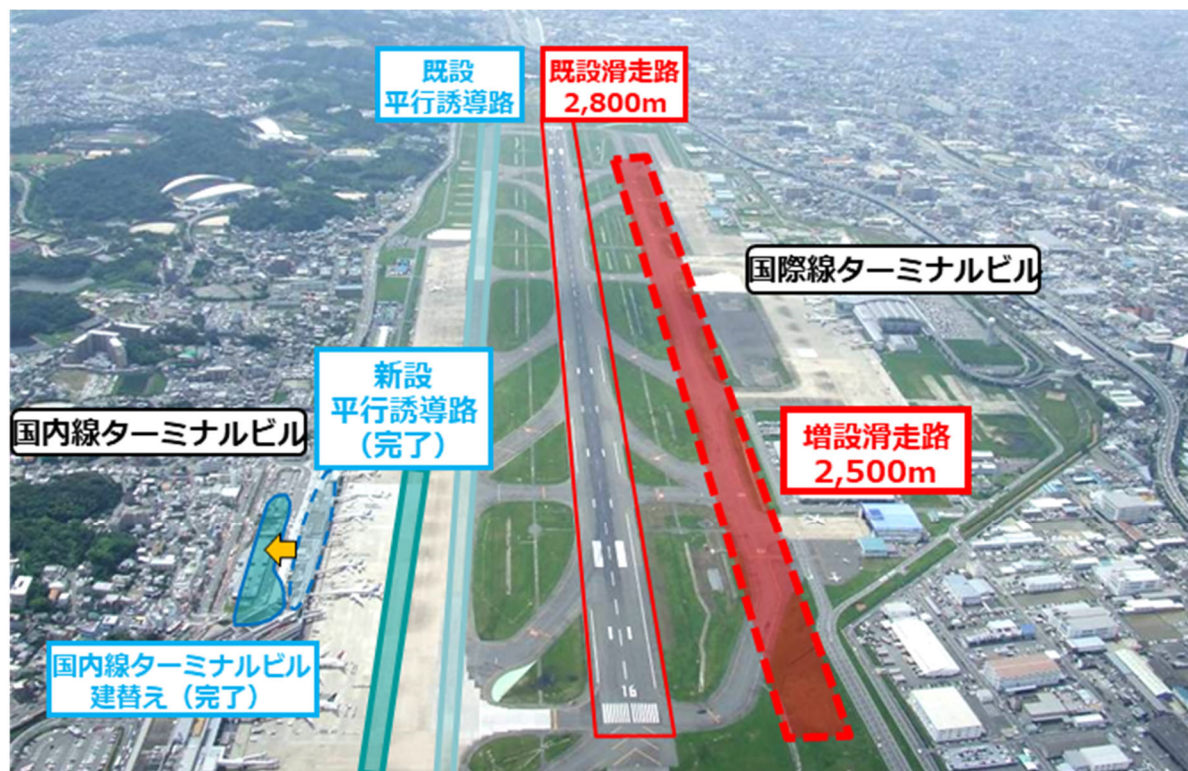 既設
平行誘導路
既設滑走路
2,800m
国際線ターミナルビル
新設
平行誘導路
(完了)
国内線ターミナルビル
増設滑走路
2,500m
国内線ターミナルビル
建替え（完了）
16